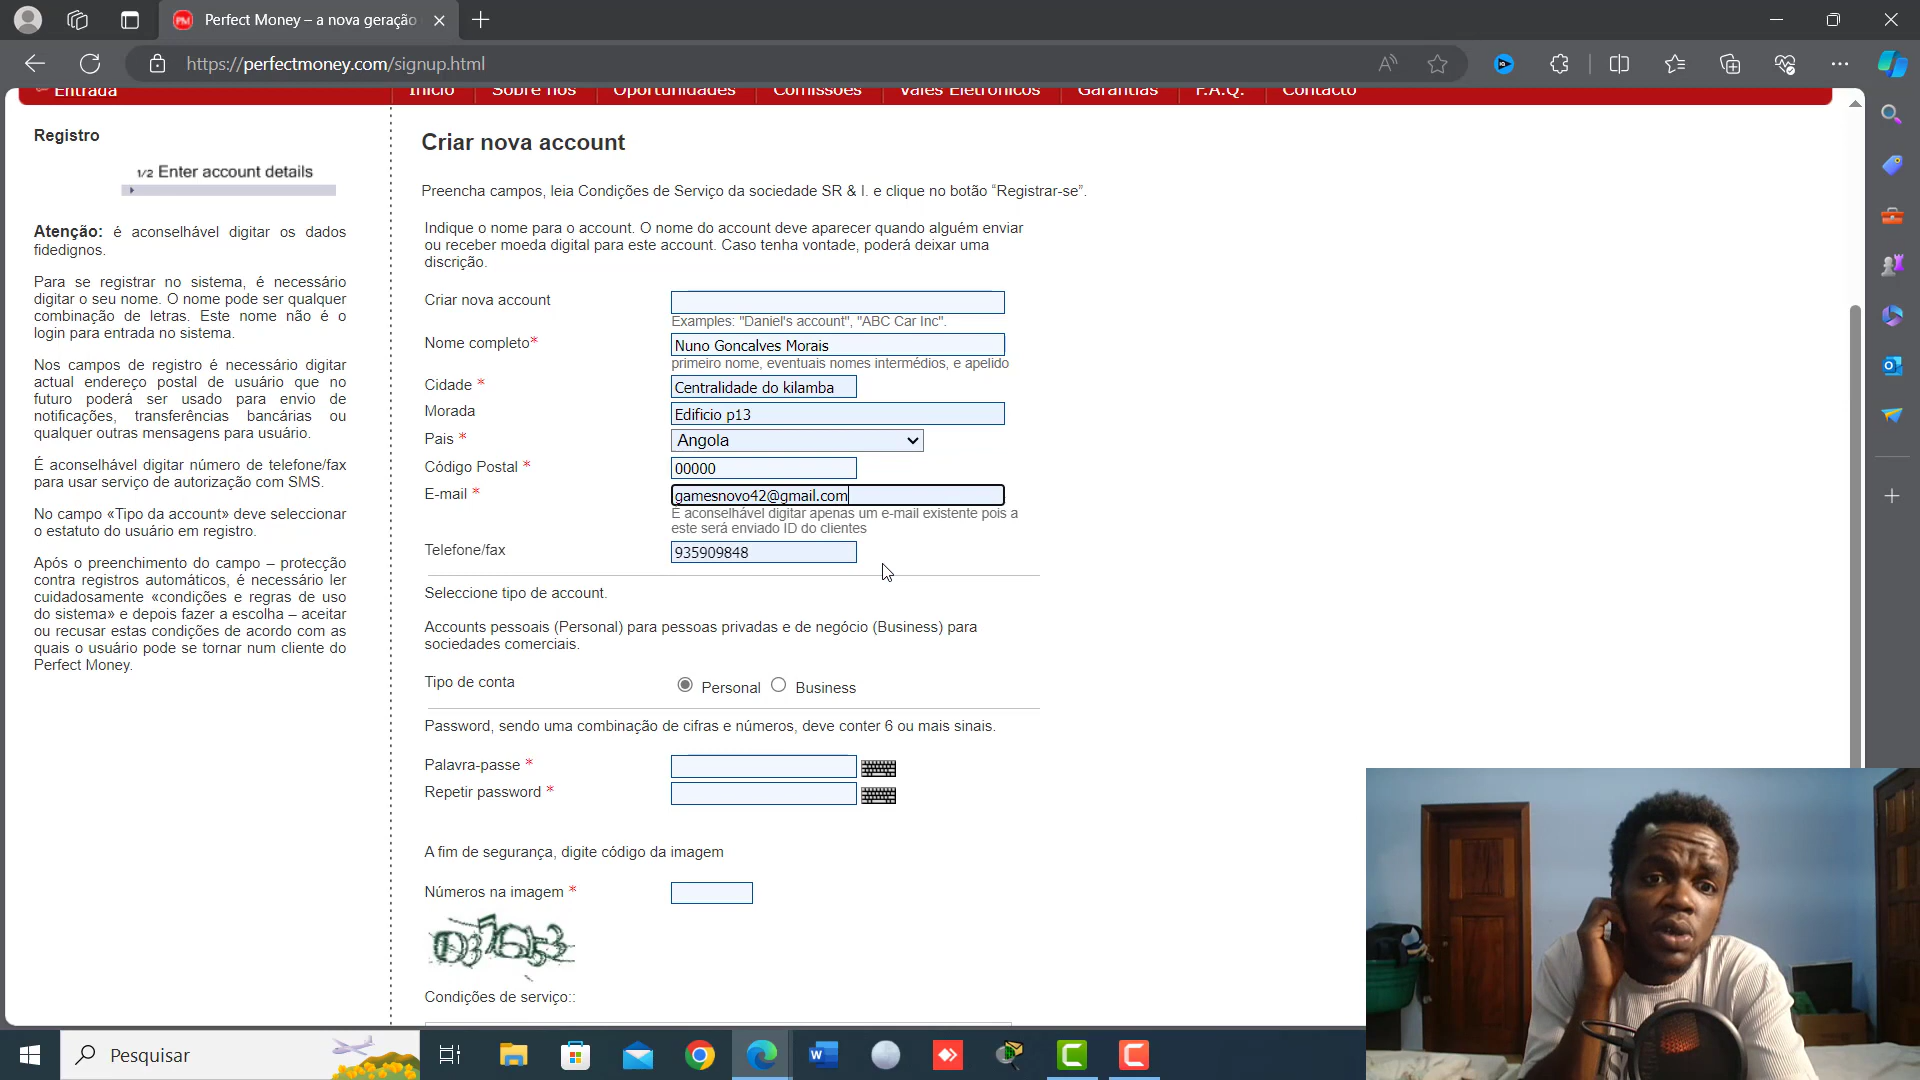 Perfect Money – a nova geração
https://perfectmoney.com/signup.html
Entrada
Início
Sobre nós
Oportunidades
Comissões
Vales Eletrônicos
Garantias
F.A.Q.
Contacto
Registro
1/2 Enter account details
Atenção: é aconselhável digitar os dados
fidedignos.
Para se registrar no sistema, é necessário
digitar o seu nome. O nome pode ser qualquer
combinação de letras. Este nome não é o
login para entrada no sistema.
Nos campos de registro é necessário digitar
actual endereço postal de usuário que no
futuro poderá ser usado para envio de
notificações, transferências bancárias ou
qualquer outras mensagens para usuário.
É aconselhável digitar número de telefone/fax
para usar serviço de autorização com SMS.
No campo «Tipo da account» deve seleccionar
o estatuto do usuário em registro.
Após o preenchimento do campo – protecção
contra registros automáticos, é necessário ler
cuidadosamente «condições e regras de uso
do sistema» e depois fazer a escolha – aceitar
ou recusar estas condições de acordo com as
quais o usuário pode se tornar num cliente do
Perfect Money.
Criar nova account
Preencha campos, leia Condições de Serviço da sociedade SR & I. e clique no botão “Registrar-se”.
Indique o nome para o account. O nome do account deve aparecer quando alguém enviar
ou receber moeda digital para este account. Caso tenha vontade, poderá deixar uma
discrição.
Criar nova account
Examples: "Daniel's account", "ABC Car Inc".
Nome completo* Nuno Goncalves Morais
primeiro nome, eventuais nomes intermédios, e apelido
Cidade * Centralidade do kilamba
Morada Edificio p13
Pais * Angola
Código Postal * 00000
E-mail * gamesnovo42@gmail.com
É aconselhável digitar apenas um e-mail existente pois a
este será enviado ID do clientes
Telefone/fax 935909848
Seleccione tipo de account.
Accounts pessoais (Personal) para pessoas privadas e de negócio (Business) para
sociedades comerciais.
Tipo de conta Personal Business
Password, sendo uma combinação de cifras e números, deve conter 6 ou mais sinais.
Palavra-passe *
Repetir password *
A fim de segurança, digite código da imagem
Números na imagem *
Condições de serviço::
Pesquisar